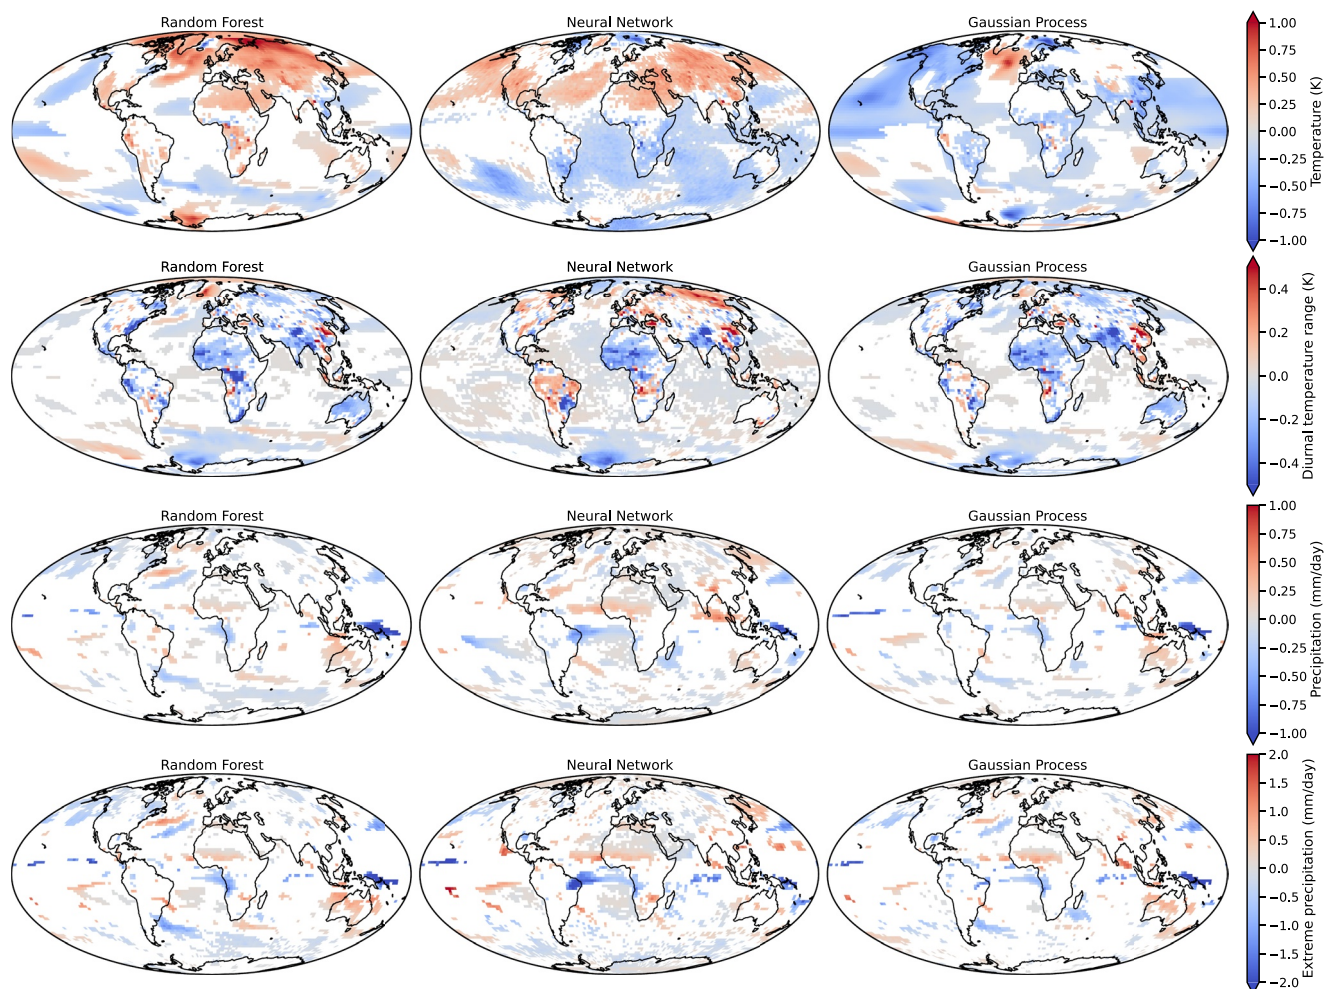 Random Forest
Neural Network
Gaussian Process
1.00
0.75
0.50
0.25
0.00
−0.25
−0.50
−0.75
−1.00
Temperature (K)
Random Forest
Neural Network
Gaussian Process
0.4
0.2
0.0
−0.2
−0.4
Diurnal temperature range (K)
Random Forest
Neural Network
Gaussian Process
1.00
0.75
0.50
0.25
0.00
−0.25
−0.50
−0.75
−1.00
Precipitation (mm/day)
Random Forest
Neural Network
Gaussian Process
2.0
1.5
1.0
0.5
0.0
−0.5
−1.0
−1.5
−2.0
Extreme precipitation (mm/day)